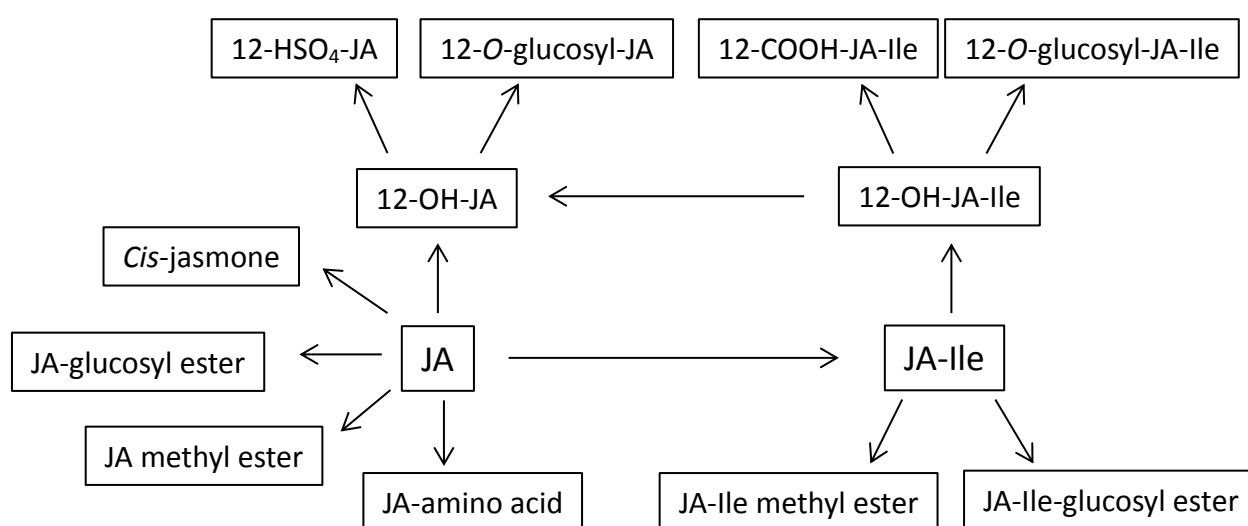 12-HSO₄-JA
12-O-glucosyl-JA
12-COOH-JA-Ile
12-O-glucosyl-JA-Ile
12-OH-JA
12-OH-JA-Ile
Cis-jasmone
JA-glucosyl ester
JA
JA-Ile
JA methyl ester
JA-amino acid
JA-Ile methyl ester
JA-Ile-glucosyl ester